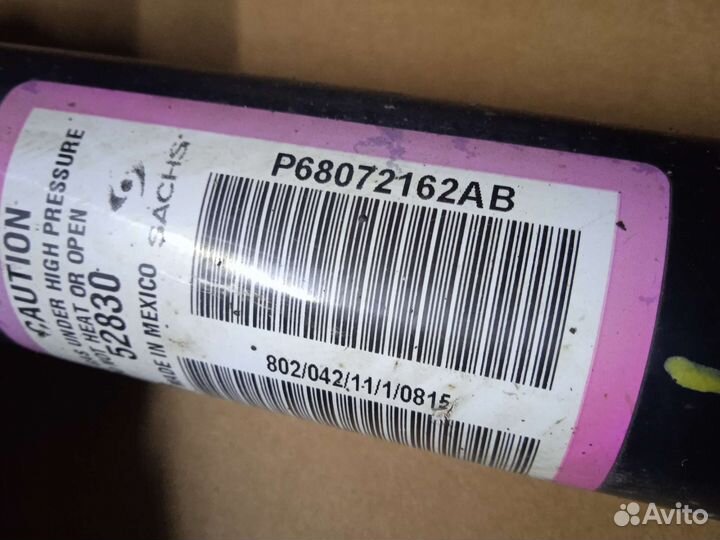 CAUTION
UNDER HIGH PRESSURE
NOT HEAT OR OPEN
52830
MADE IN MEXICO SACHS
P68072162AB
802/042/11/1/0815
Avito